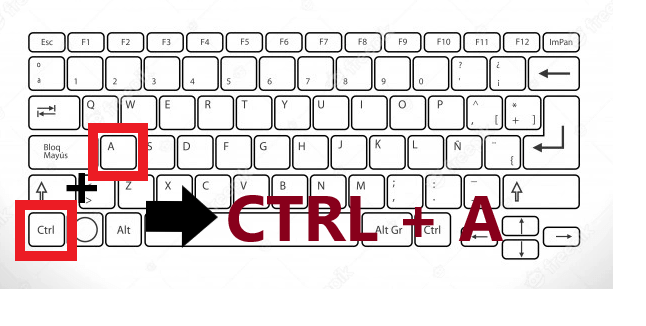 Esc F1 F2 F3 F4 F5 F6 F7 F8 F9 F10 F11 F12 ImPan
º ª 1 2 3 4 5 6 7 8 9 0 ? ' ¿ ¡
Q W E R T Y U I O P ^ ` [ * + ]
Bloq Mayús A S D F G H J K L Ñ ¨ {
+ > Z X C V B N M ; , : . _ -
Ctrl Alt CTRL + A Alt Gr Ctrl